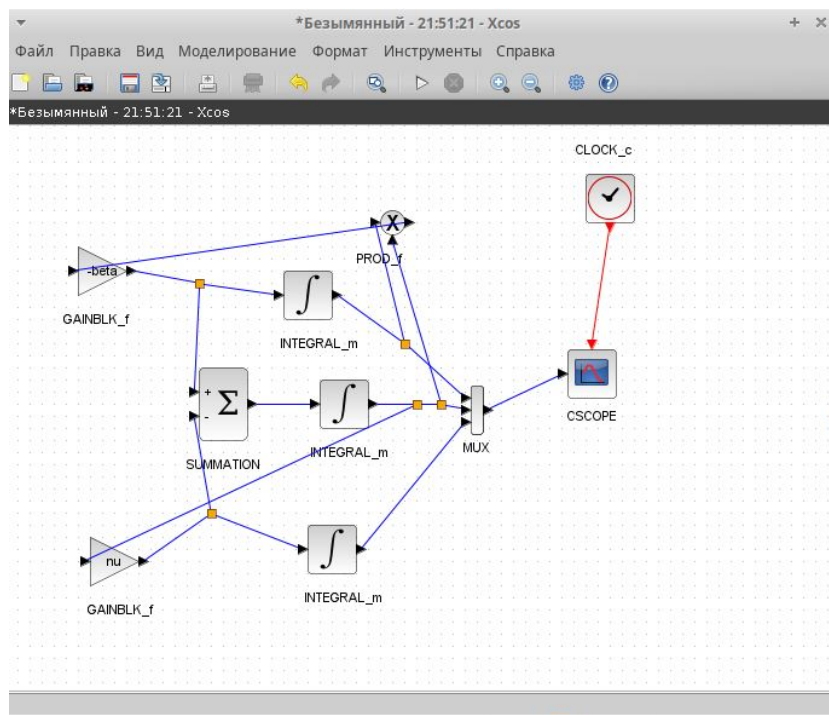 *Безымянный - 21:51:21 - Xcos
Файл Правка Вид Моделирование Формат Инструменты Справка
*Безымянный - 21:51:21 - Xcos
CLOCK_c
X
PROD_f
-beta
GAINBLK_f
∫
INTEGRAL_m
+
-
Σ
SUMMATION
∫
INTEGRAL_m
MUX
CSCOPE
nu
GAINBLK_f
∫
INTEGRAL_m